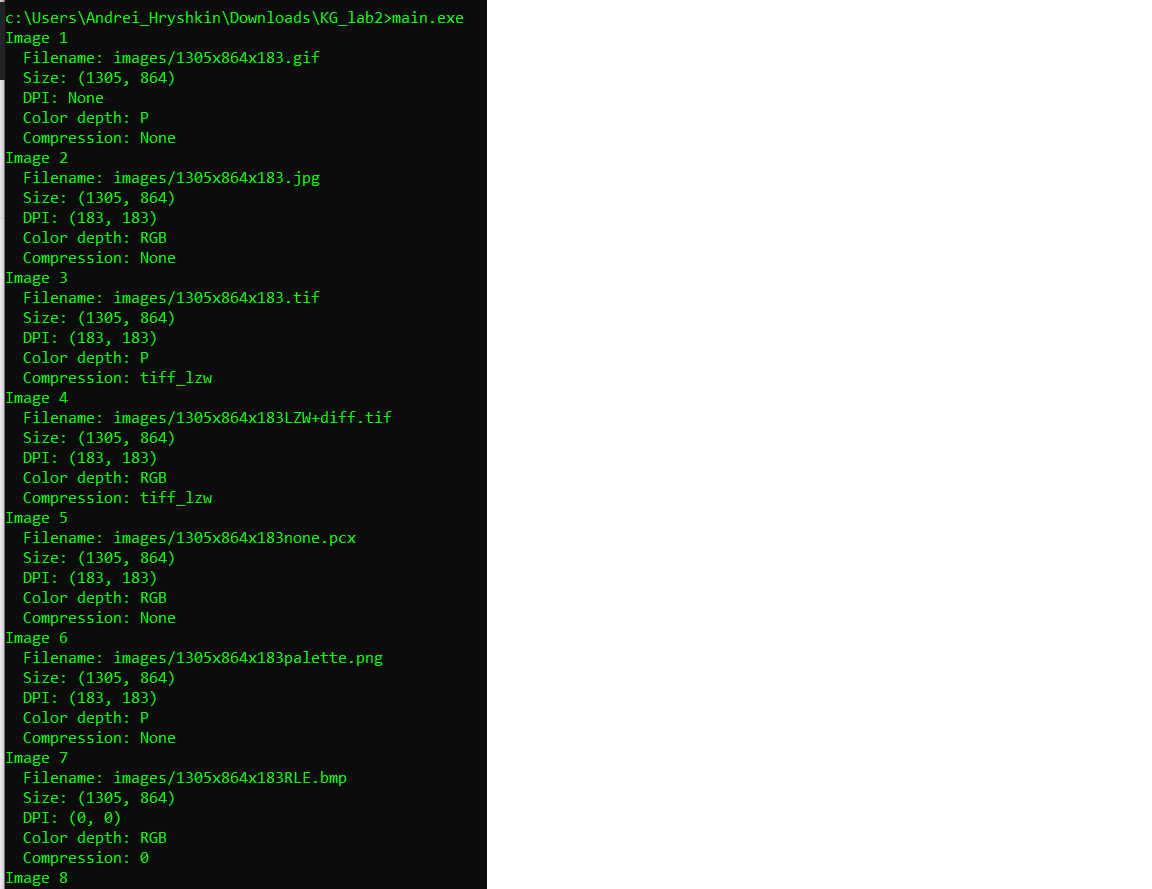 c:\Users\Andrei_Hryshkin\Downloads\KG_lab2>main.exe
Image 1
  Filename: images/1305x864x183.gif
  Size: (1305, 864)
  DPI: None
  Color depth: P
  Compression: None
Image 2
  Filename: images/1305x864x183.jpg
  Size: (1305, 864)
  DPI: (183, 183)
  Color depth: RGB
  Compression: None
Image 3
  Filename: images/1305x864x183.tif
  Size: (1305, 864)
  DPI: (183, 183)
  Color depth: P
  Compression: tiff_lzw
Image 4
  Filename: images/1305x864x183LZW+diff.tif
  Size: (1305, 864)
  DPI: (183, 183)
  Color depth: RGB
  Compression: tiff_lzw
Image 5
  Filename: images/1305x864x183none.pcx
  Size: (1305, 864)
  DPI: (183, 183)
  Color depth: RGB
  Compression: None
Image 6
  Filename: images/1305x864x183palette.png
  Size: (1305, 864)
  DPI: (183, 183)
  Color depth: P
  Compression: None
Image 7
  Filename: images/1305x864x183RLE.bmp
  Size: (1305, 864)
  DPI: (0, 0)
  Color depth: RGB
  Compression: 0
Image 8